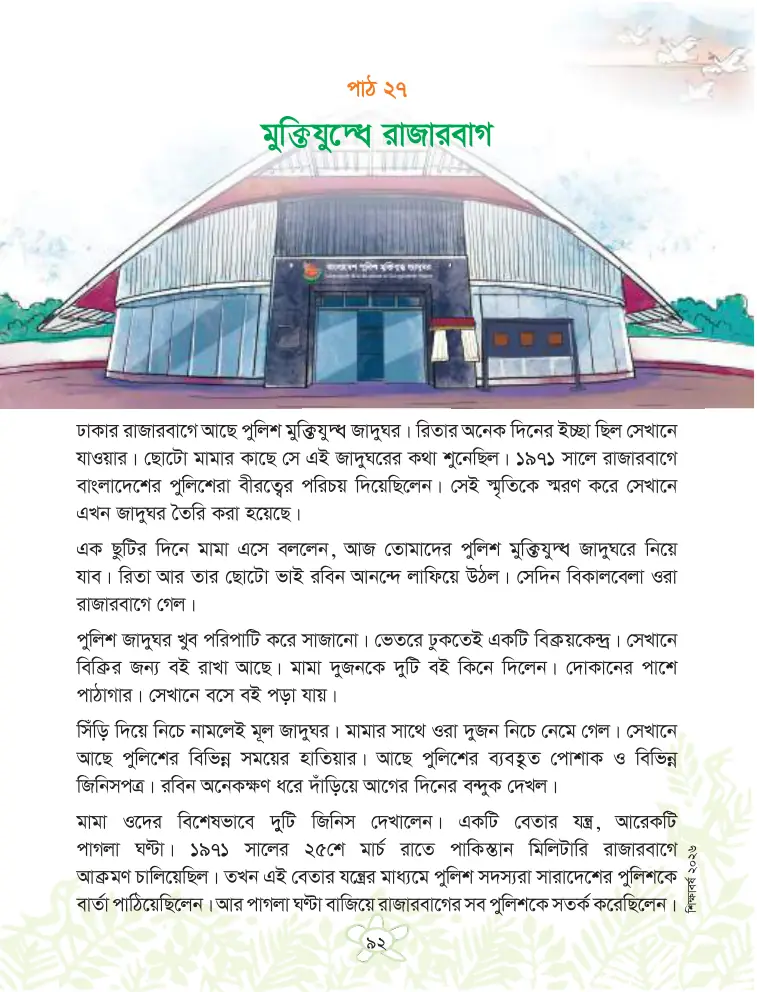 পাঠ ২৭
মুক্তিযুদ্ধে রাজারবাগ
বাংলাদেশ পুলিশ মুক্তিযুদ্ধ জাদুঘর
ঢাকার রাজারবাগে আছে পুলিশ মুক্তিযুদ্ধ জাদুঘর। রিতার অনেক দিনের ইচ্ছা ছিল সেখানে
যাওয়ার। ছোটো মামার কাছে সে এই জাদুঘরের কথা শুনেছিল। ১৯৭১ সালে রাজারবাগে
বাংলাদেশের পুলিশেরা বীরত্বের পরিচয় দিয়েছিলেন। সেই স্মৃতিকে স্মরণ করে সেখানে
এখন জাদুঘর তৈরি করা হয়েছে।
এক ছুটির দিনে মামা এসে বললেন, আজ তোমাদের পুলিশ মুক্তিযুদ্ধ জাদুঘরে নিয়ে
যাব। রিতা আর তার ছোটো ভাই রবিন আনন্দে লাফিয়ে উঠল। সেদিন বিকালবেলা ওরা
রাজারবাগে গেল।
পুলিশ জাদুঘর খুব পরিপাটি করে সাজানো। ভেতরে ঢুকতেই একটি বিক্রয়কেন্দ্র। সেখানে
বিক্রির জন্য বই রাখা আছে। মামা দুজনকে দুটি বই কিনে দিলেন। দোকানের পাশে
পাঠাগার। সেখানে বসে বই পড়া যায়।
সিঁড়ি দিয়ে নিচে নামলেই মূল জাদুঘর। মামার সাথে ওরা দুজন নিচে নেমে গেল। সেখানে
আছে পুলিশের বিভিন্ন সময়ের হাতিয়ার। আছে পুলিশের ব্যবহৃত পোশাক ও বিভিন্ন
জিনিসপত্র। রবিন অনেকক্ষণ ধরে দাঁড়িয়ে আগের দিনের বন্দুক দেখল।
মামা ওদের বিশেষভাবে দুটি জিনিস দেখালেন। একটি বেতার যন্ত্র, আরেকটি
পাগলা ঘণ্টা। ১৯৭১ সালের ২৫শে মার্চ রাতে পাকিস্তান মিলিটারি রাজারবাগে
আক্রমণ চালিয়েছিল। তখন এই বেতার যন্ত্রের মাধ্যমে পুলিশ সদস্যরা সারাদেশের পুলিশকে
বার্তা পাঠিয়েছিলেন। আর পাগলা ঘণ্টা বাজিয়ে রাজারবাগের সব পুলিশকে সতর্ক করেছিলেন।
শিক্ষাবর্ষ ২০২৬
৯২